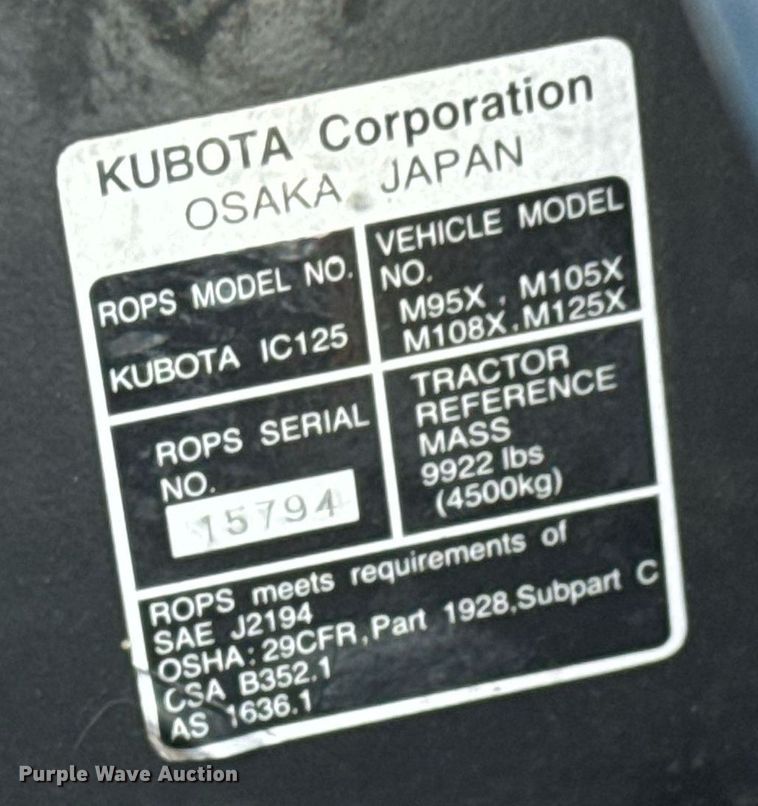 KUBOTA Corporation
OSAKA JAPAN
ROPS MODEL NO.
KUBOTA IC125
VEHICLE MODEL
NO.
M95X , M105X
M108X,M125X
ROPS SERIAL
NO.
15794
TRACTOR
REFERENCE
MASS
9922 lbs
(4500kg)
ROPS meets requirements of
SAE J2194
OSHA: 29CFR,Part 1928,Subpart C
CSA B352.1
AS 1636.1
Purple Wave Auction